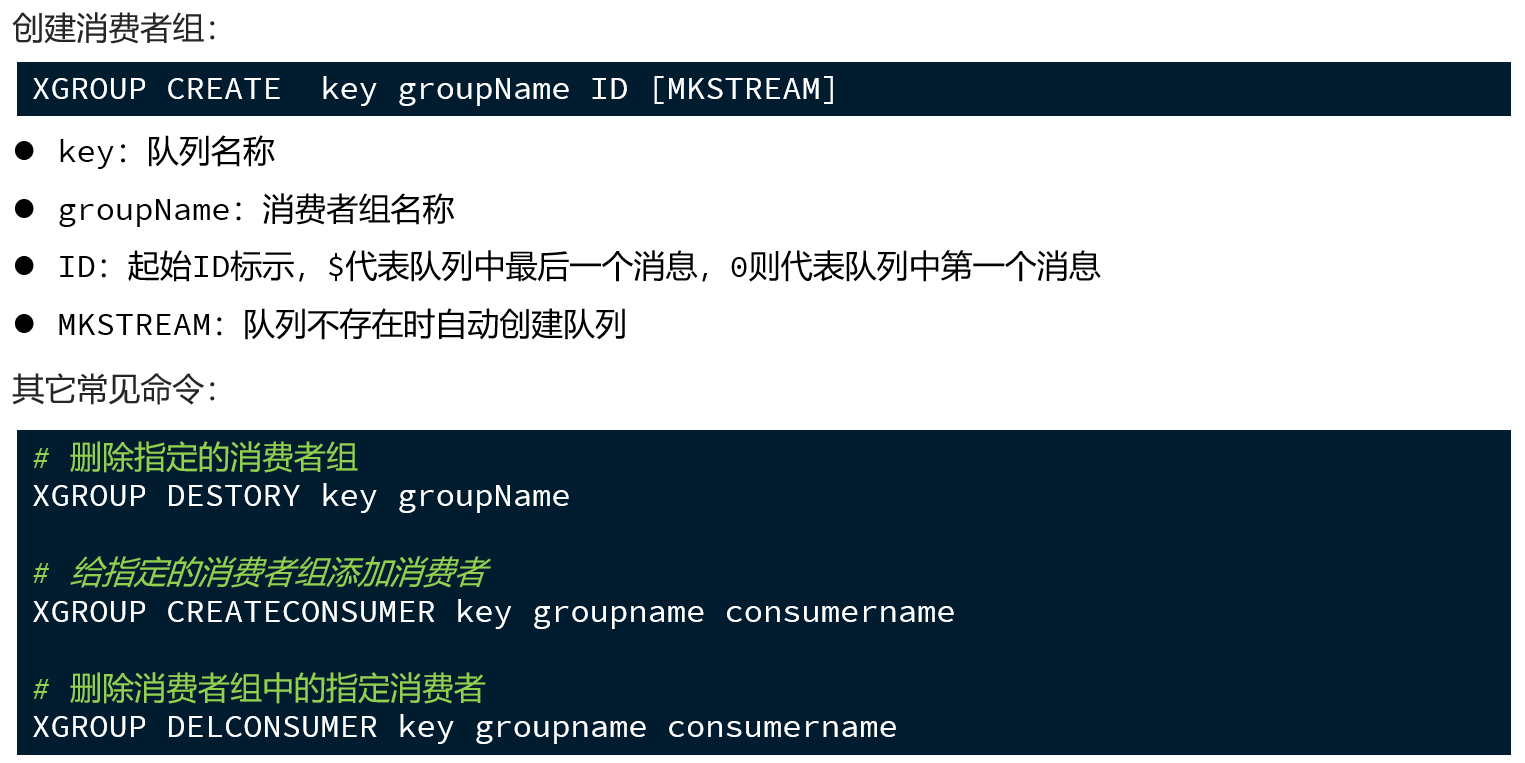 创建消费者组：
XGROUP CREATE  key groupName ID [MKSTREAM]
● key：队列名称
● groupName：消费者组名称
● ID：起始ID标示，$代表队列中最后一个消息，0则代表队列中第一个消息
● MKSTREAM：队列不存在时自动创建队列
其它常见命令：
# 删除指定的消费者组
XGROUP DESTORY key groupName
# 给指定的消费者组添加消费者
XGROUP CREATECONSUMER key groupname consumername
# 删除消费者组中的指定消费者
XGROUP DELCONSUMER key groupname consumername